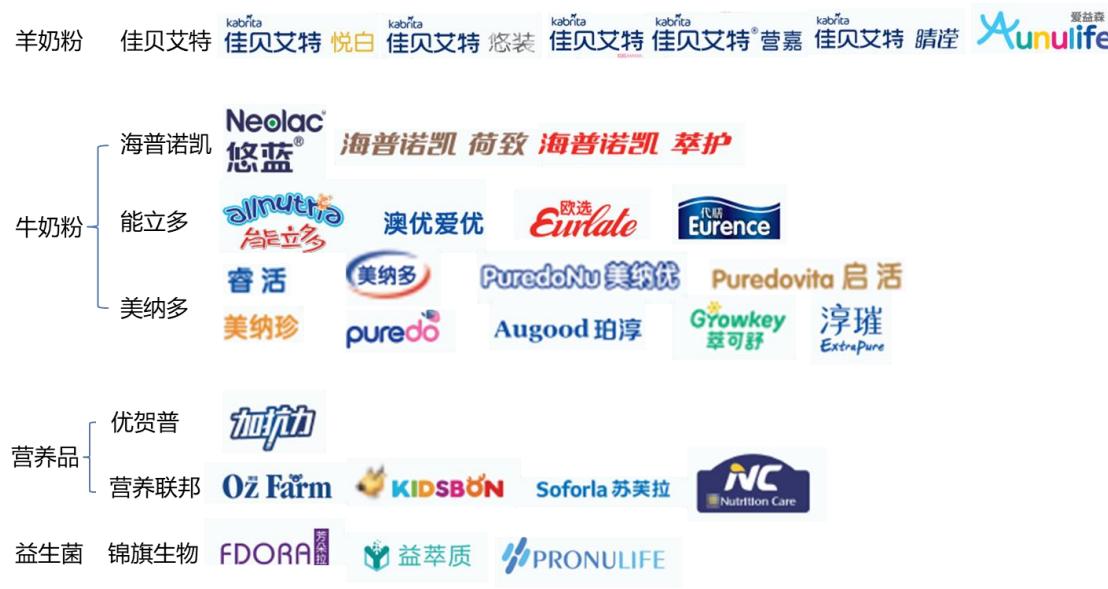 羊奶粉 佳贝艾特 kabrita 佳贝艾特 悦白 kabrita 佳贝艾特 悠装 kabrita 佳贝艾特 kabrita 佳贝艾特® 营嘉 kabrita 佳贝艾特 睛滢 爱益森 Aunulife
海普诺凯 Neolac 悠蓝® 海普诺凯 荷致 海普诺凯 萃护
牛奶粉
能立多 allnutria 能立多 澳优爱优 欧选 Eurlate Eurence
美纳多
睿活 美纳多 PuredoNu 美纳优 Puredovita 启活
美纳珍 puredo Augood 珀淳 Growkey 萃可舒 淳璀 ExtraPure
营养品
优贺普 加抗力
营养联邦 Oz Farm KIDSBON Soforla 苏芙拉 NC Nutrition Care
益生菌 锦旗生物 FDORA 芳朵拉 益萃质 PRONULIFE